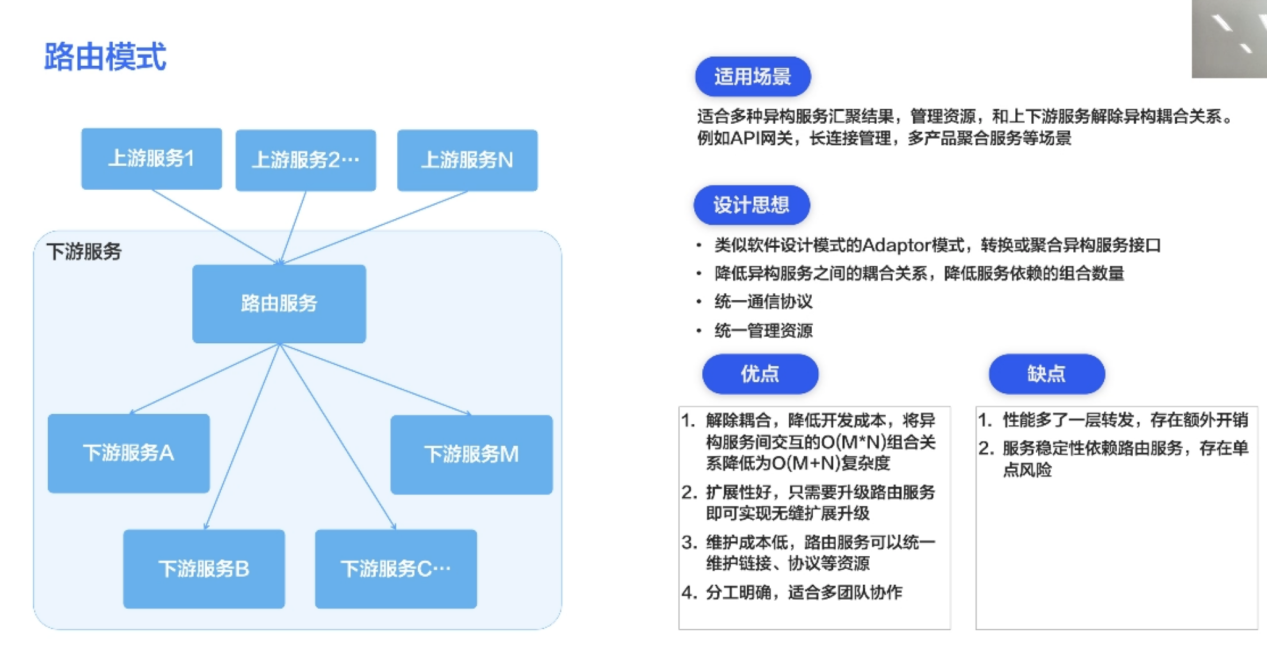 路由模式
上游服务1
上游服务2···
上游服务N
下游服务
路由服务
下游服务A
下游服务M
下游服务B
下游服务C···
适用场景
适合多种异构服务汇聚结果，管理资源，和上下游服务解除异构耦合关系。
例如API网关，长连接管理，多产品聚合服务等场景
设计思想
• 类似软件设计模式的Adaptor模式，转换或聚合异构服务接口
• 降低异构服务之间的耦合关系，降低服务依赖的组合数量
• 统一通信协议
• 统一管理资源
优点
1. 解除耦合，降低开发成本，将异
构服务间交互的O(M*N)组合关
系降低为O(M+N)复杂度
2. 扩展性好，只需要升级路由服务
即可实现无缝扩展升级
3. 维护成本低，路由服务可以统一
维护链接、协议等资源
4. 分工明确，适合多团队协作
缺点
1. 性能多了一层转发，存在额外开销
2. 服务稳定性依赖路由服务，存在单
点风险